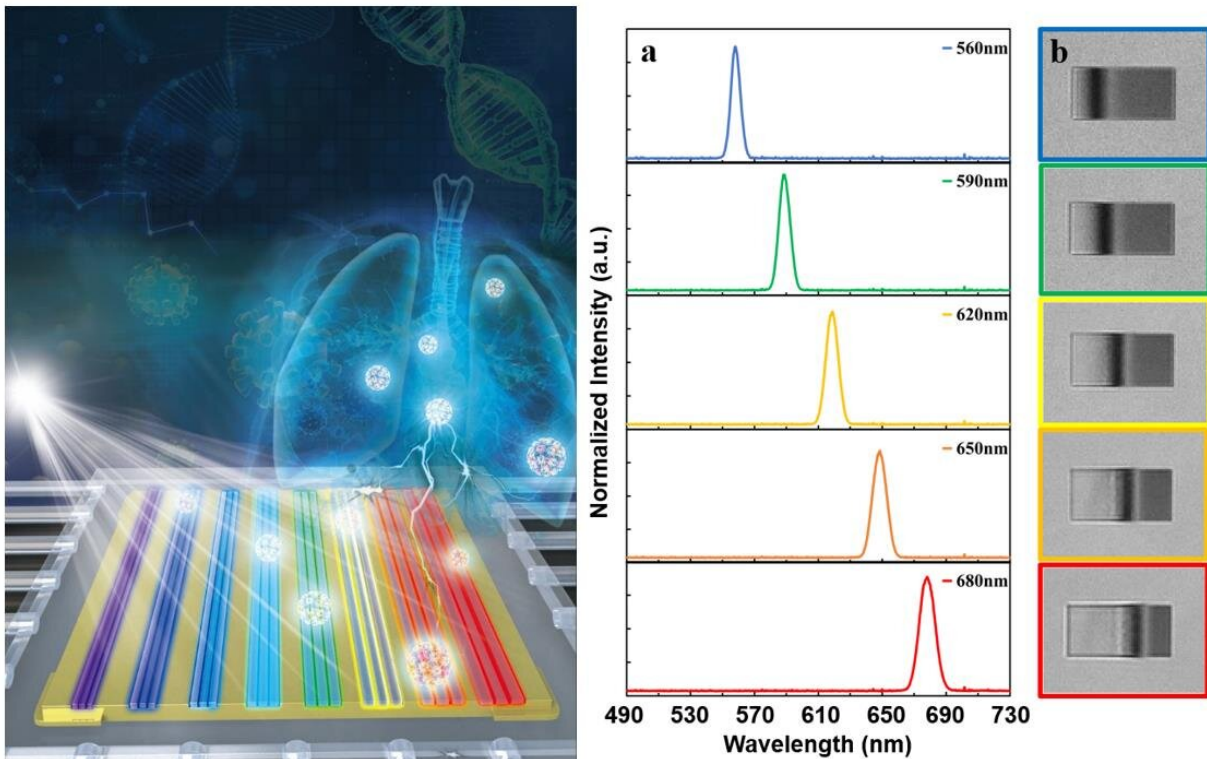 a
560nm
590nm
620nm
650nm
680nm
Normalized Intensity (a.u.)
490 530 570 610 650 690 730
Wavelength (nm)
b